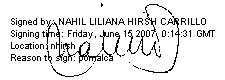 Signed by: NAHIL LILIANA HIRSH CARRILLO
Signing time: Friday, June 15 2007, 0:14:31 GMT
Location: nhirsh
Reason to sign: pomalca